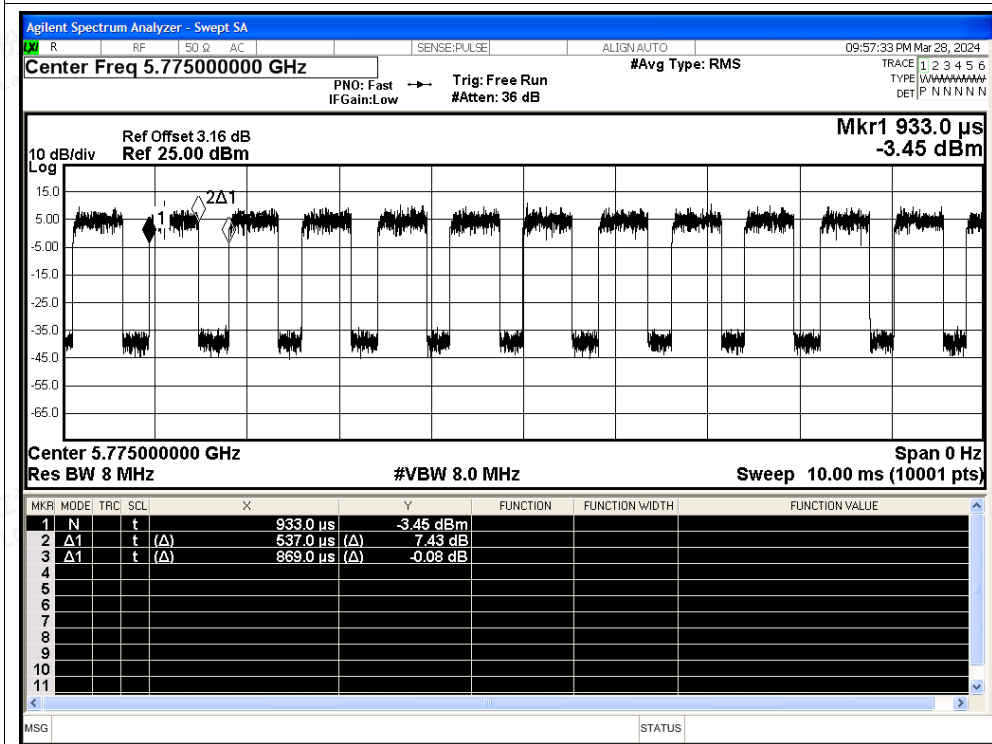 Agilent Spectrum Analyzer - Swept SA
LXI R RF 50 Ω AC SENSE:PULSE ALIGN AUTO 09:57:33 PM Mar 28, 2024
Center Freq 5.775000000 GHz #Avg Type: RMS TRACE 1 2 3 4 5 6
PNO: Fast Trig: Free Run TYPE WWWWWW
IFGain:Low #Atten: 36 dB DET P N N N N N
Mkr1 933.0 µs
Ref Offset 3.16 dB
10 dB/div Ref 25.00 dBm -3.45 dBm
Log
15.0
2Δ1
1
5.00
-5.00
-15.0
-25.0
-35.0
-45.0
-55.0
-65.0
Center 5.775000000 GHz Span 0 Hz
Res BW 8 MHz #VBW 8.0 MHz Sweep 10.00 ms (10001 pts)
MKR MODE TRC SCL X Y FUNCTION FUNCTION WIDTH FUNCTION VALUE
1 N t 933.0 µs -3.45 dBm
2 Δ1 t (Δ) 537.0 µs (Δ) 7.43 dB
3 Δ1 t (Δ) 869.0 µs (Δ) -0.08 dB
4
5
6
7
8
9
10
11
MSG STATUS